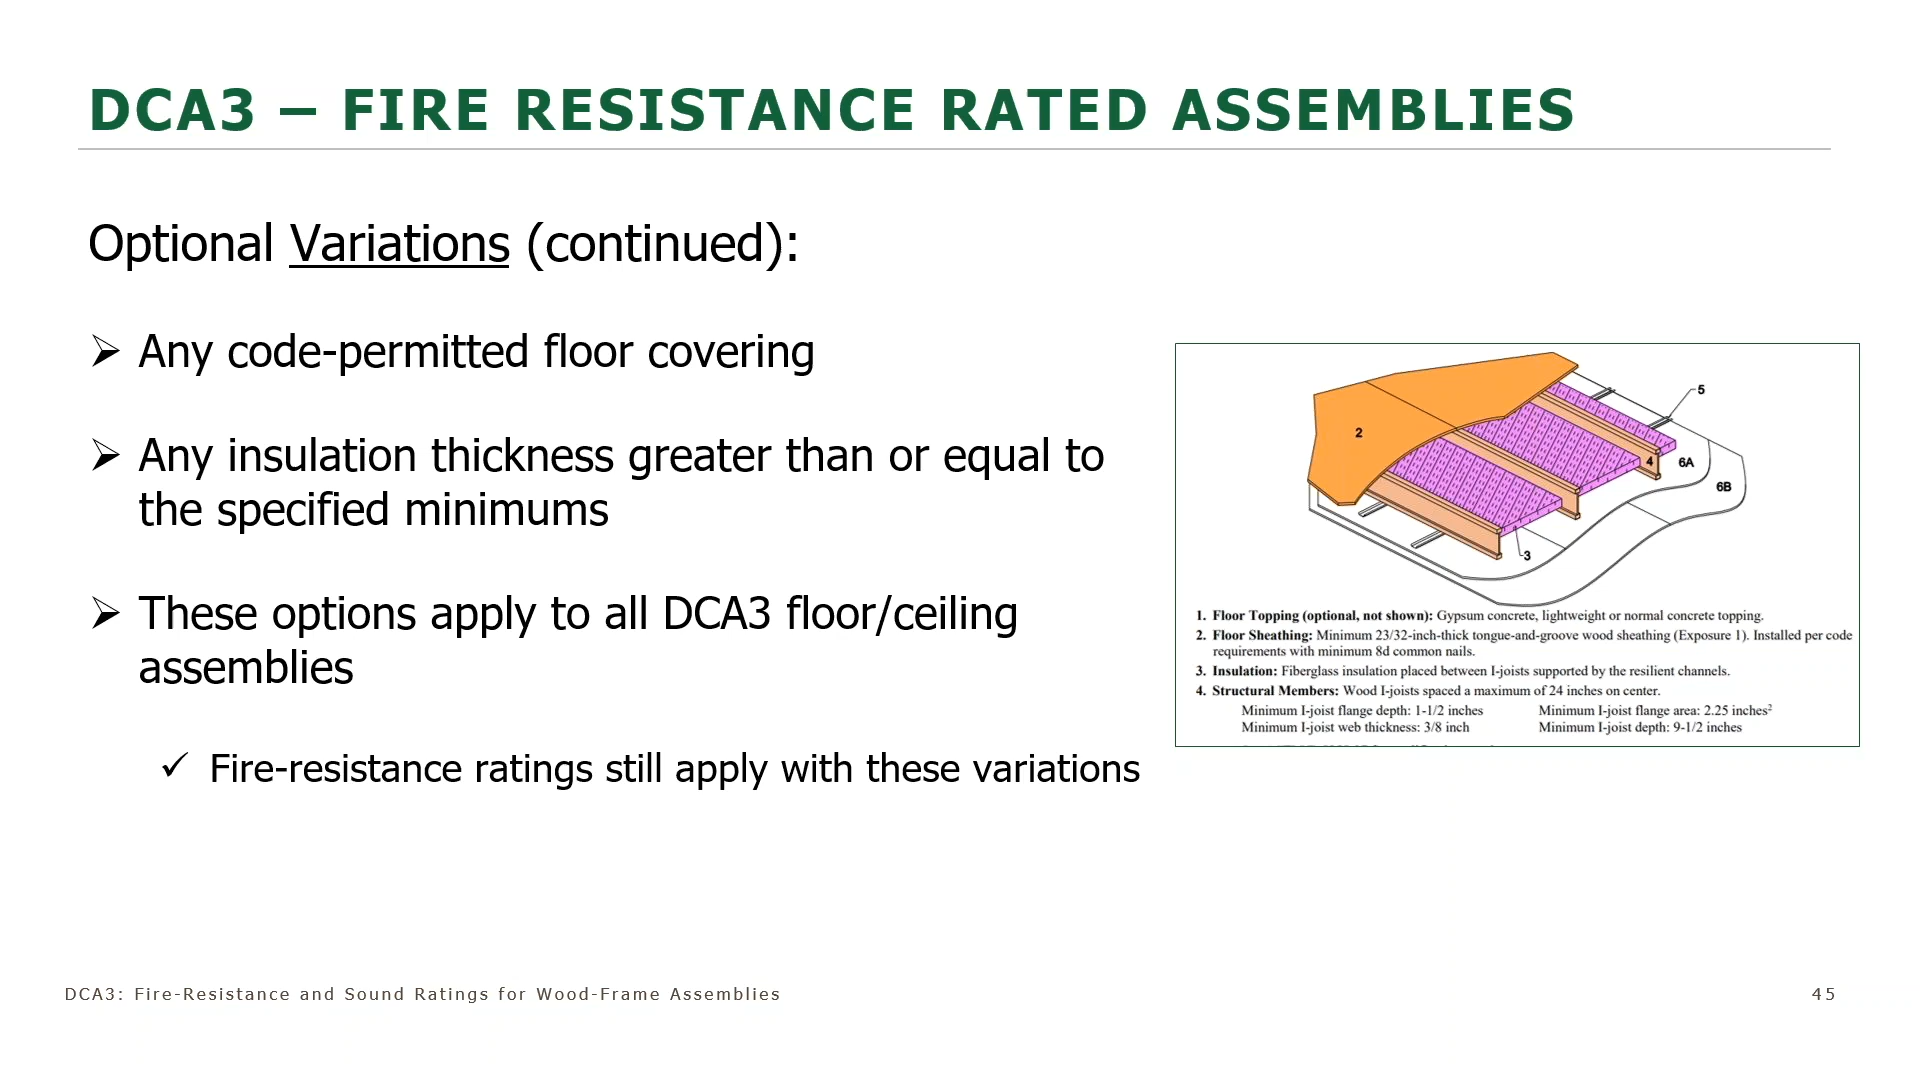 DCA3 – FIRE RESISTANCE RATED ASSEMBLIES
Optional Variations (continued):
➢ Any code-permitted floor covering
➢ Any insulation thickness greater than or equal to
the specified minimums
➢ These options apply to all DCA3 floor/ceiling
assemblies
✓ Fire-resistance ratings still apply with these variations
5
2
4
6A
6B
3
1. Floor Topping (optional, not shown): Gypsum concrete, lightweight or normal concrete topping.
2. Floor Sheathing: Minimum 23/32-inch-thick tongue-and-groove wood sheathing (Exposure 1). Installed per code
requirements with minimum 8d common nails.
3. Insulation: Fiberglass insulation placed between I-joists supported by the resilient channels.
4. Structural Members: Wood I-joists spaced a maximum of 24 inches on center.
Minimum I-joist flange depth: 1-1/2 inches Minimum I-joist flange area: 2.25 inches²
Minimum I-joist web thickness: 3/8 inch Minimum I-joist depth: 9-1/2 inches
DCA3: Fire-Resistance and Sound Ratings for Wood-Frame Assemblies
45